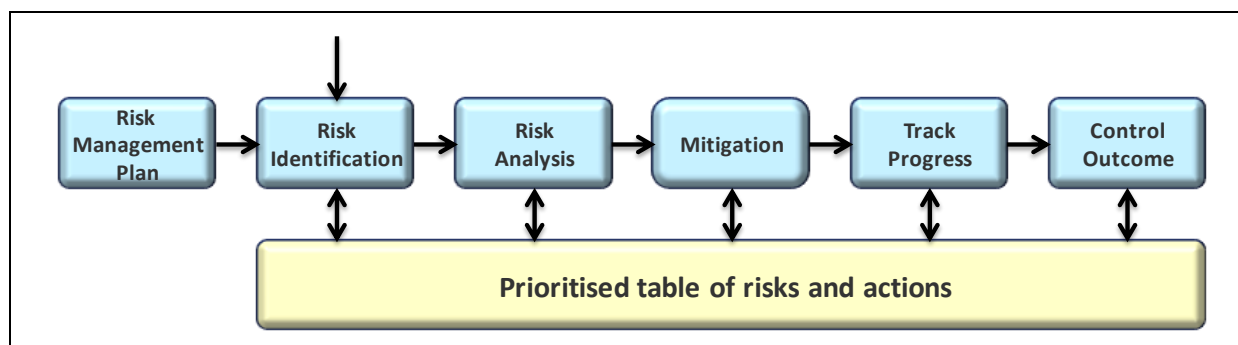 Risk
Management
Plan
Risk
Identification
Risk
Analysis
Mitigation
Track
Progress
Control
Outcome
Prioritised table of risks and actions